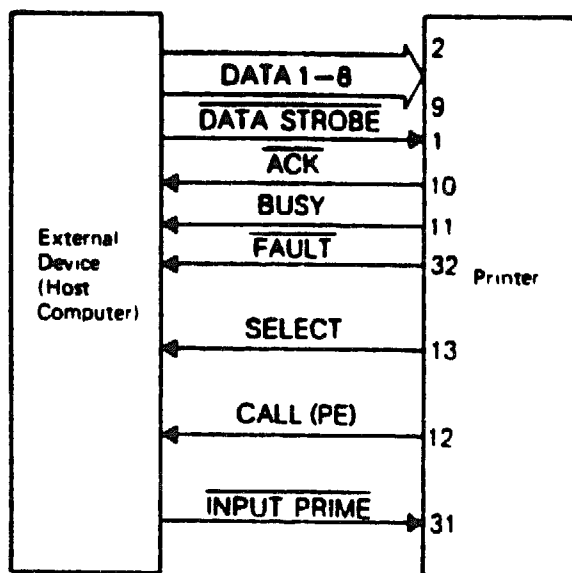 2
DATA 1-8
9
DATA STROBE
1
ACK
10
BUSY
11
FAULT
32
External
Device
(Host
Computer)
Printer
SELECT
13
CALL (PE)
12
INPUT PRIME
31